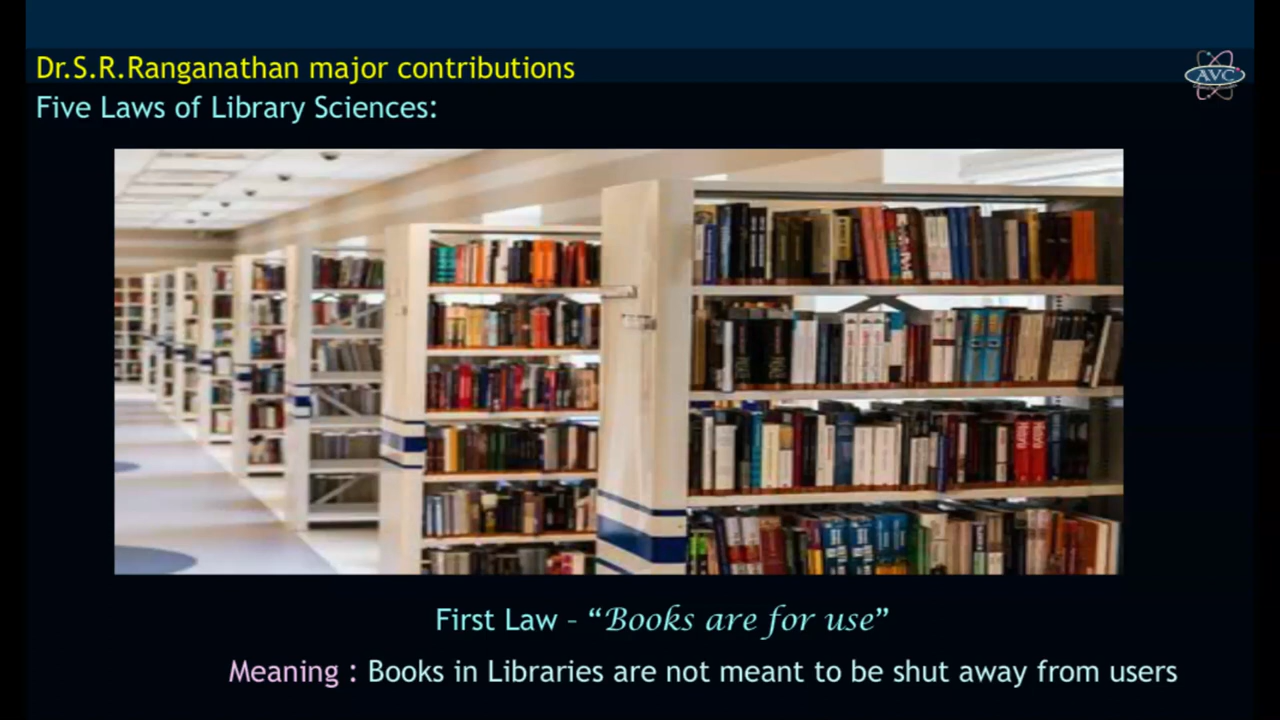 Dr.S.R.Ranganathan major contributions
AVC
Five Laws of Library Sciences:
First Law – “Books are for use”
Meaning : Books in Libraries are not meant to be shut away from users